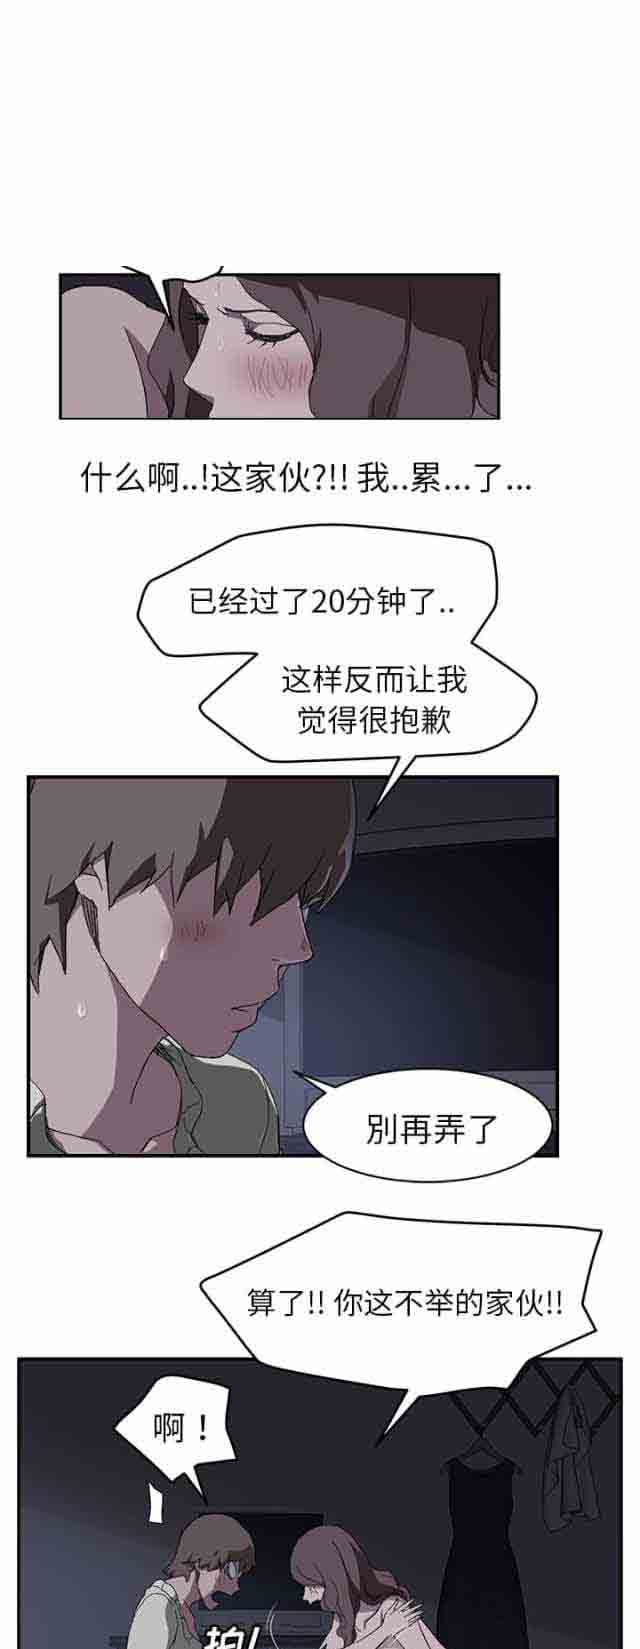 什么啊..!这家伙?!! 我..累...了...
已经过了20分钟了..
这样反而让我
觉得很抱歉
別再弄了
算了!! 你这不举的家伙!!
啊！
拍!